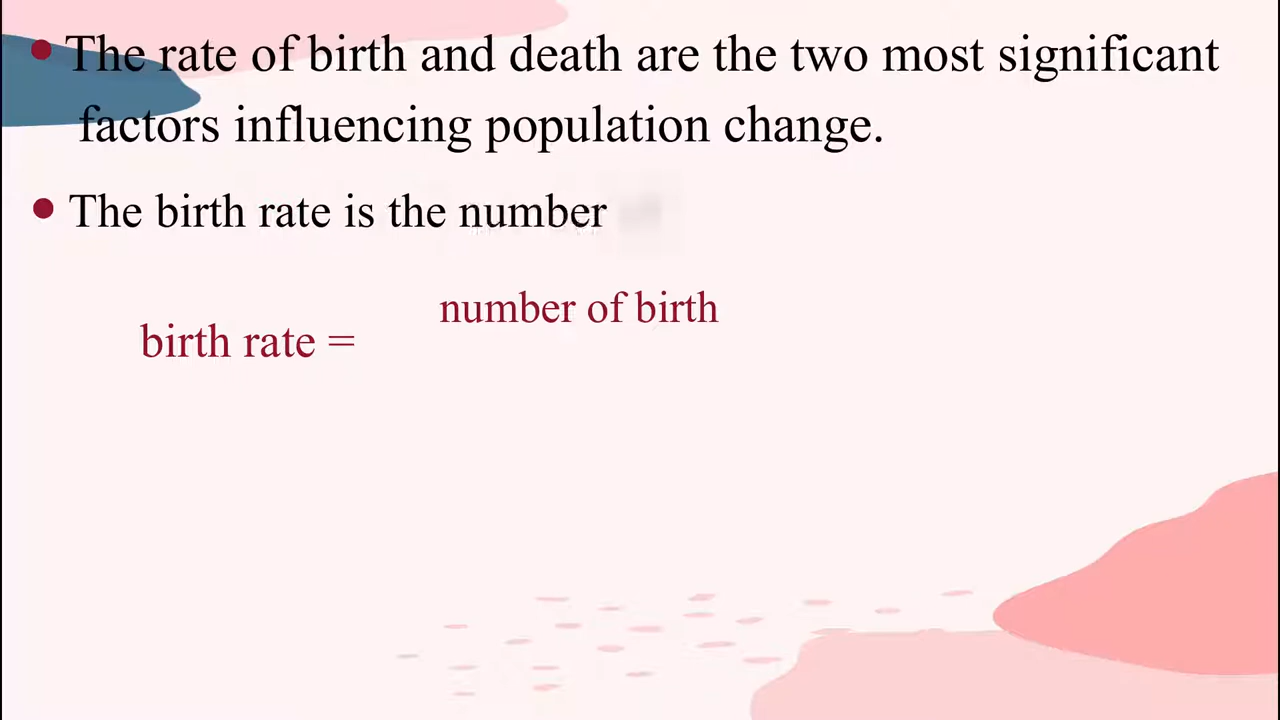 • The rate of birth and death are the two most significant
factors influencing population change.
• The birth rate is the number
number of birth
birth rate =